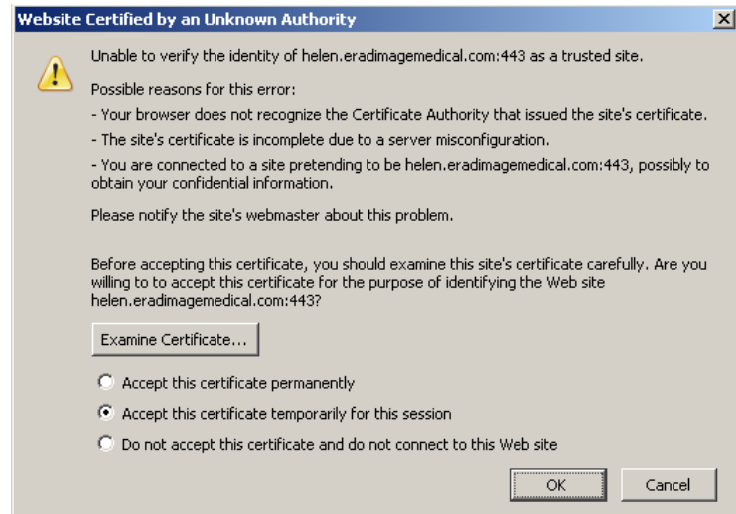 Website Certified by an Unknown Authority
Unable to verify the identity of helen.eradimagemedical.com:443 as a trusted site.
Possible reasons for this error:
- Your browser does not recognize the Certificate Authority that issued the site's certificate.
- The site's certificate is incomplete due to a server misconfiguration.
- You are connected to a site pretending to be helen.eradimagemedical.com:443, possibly to
obtain your confidential information.
Please notify the site's webmaster about this problem.
Before accepting this certificate, you should examine this site's certificate carefully. Are you
willing to to accept this certificate for the purpose of identifying the Web site
helen.eradimagemedical.com:443?
Examine Certificate...
Accept this certificate permanently
Accept this certificate temporarily for this session
Do not accept this certificate and do not connect to this Web site
OK Cancel